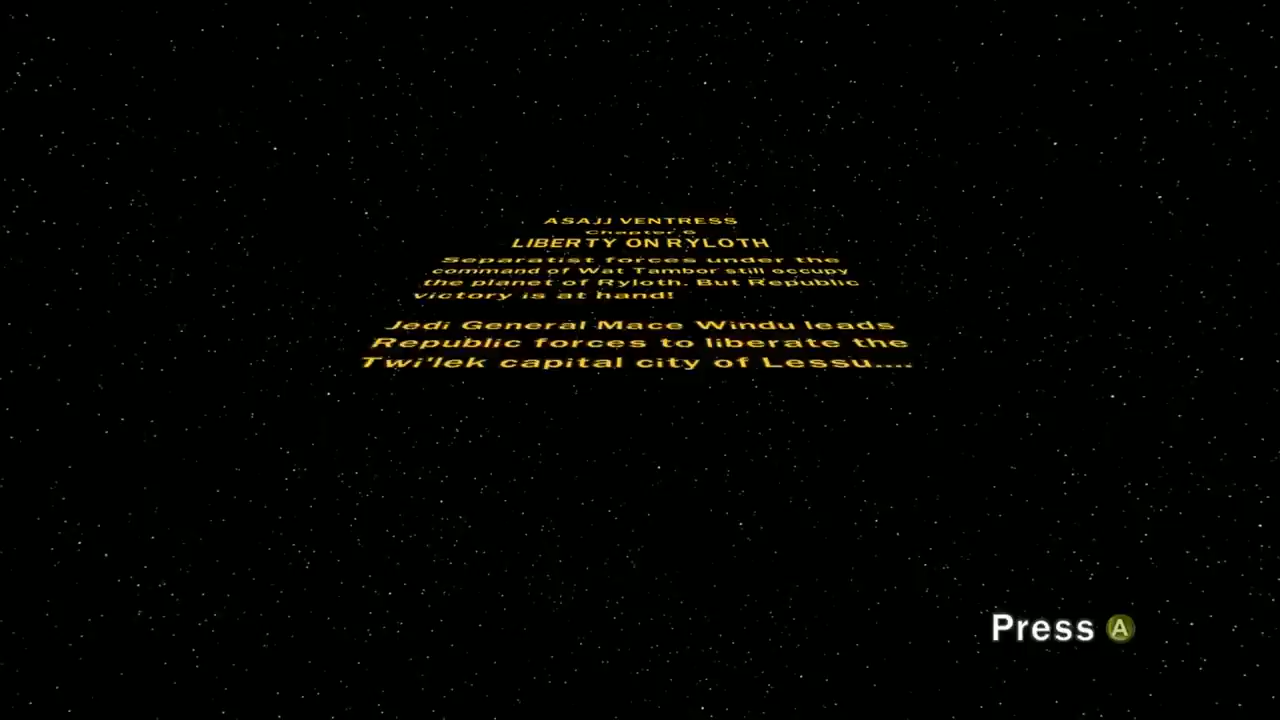 ASAJJ VENTRESS
Chapter 6
LIBERTY ON RYLOTH
Separatist forces under the
command of Wat Tambor still occupy
the planet of Ryloth. But Republic
victory is at hand!
Jedi General Mace Windu leads
Republic forces to liberate the
Twi'lek capital city of Lessu....
Press A